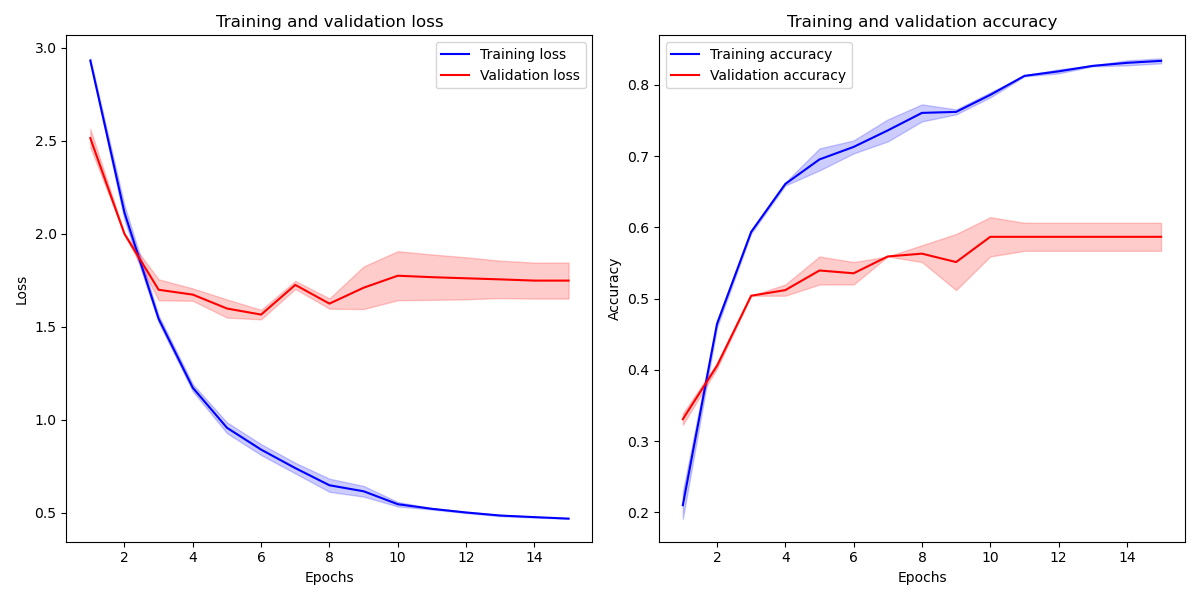 Training and validation loss
3.0
2.5
2.0
1.5
1.0
0.5
Loss
Training loss
Validation loss
2 4 6 8 10 12 14
Epochs
Training and validation accuracy
0.8
0.7
0.6
0.5
0.4
0.3
0.2
Accuracy
Training accuracy
Validation accuracy
2 4 6 8 10 12 14
Epochs